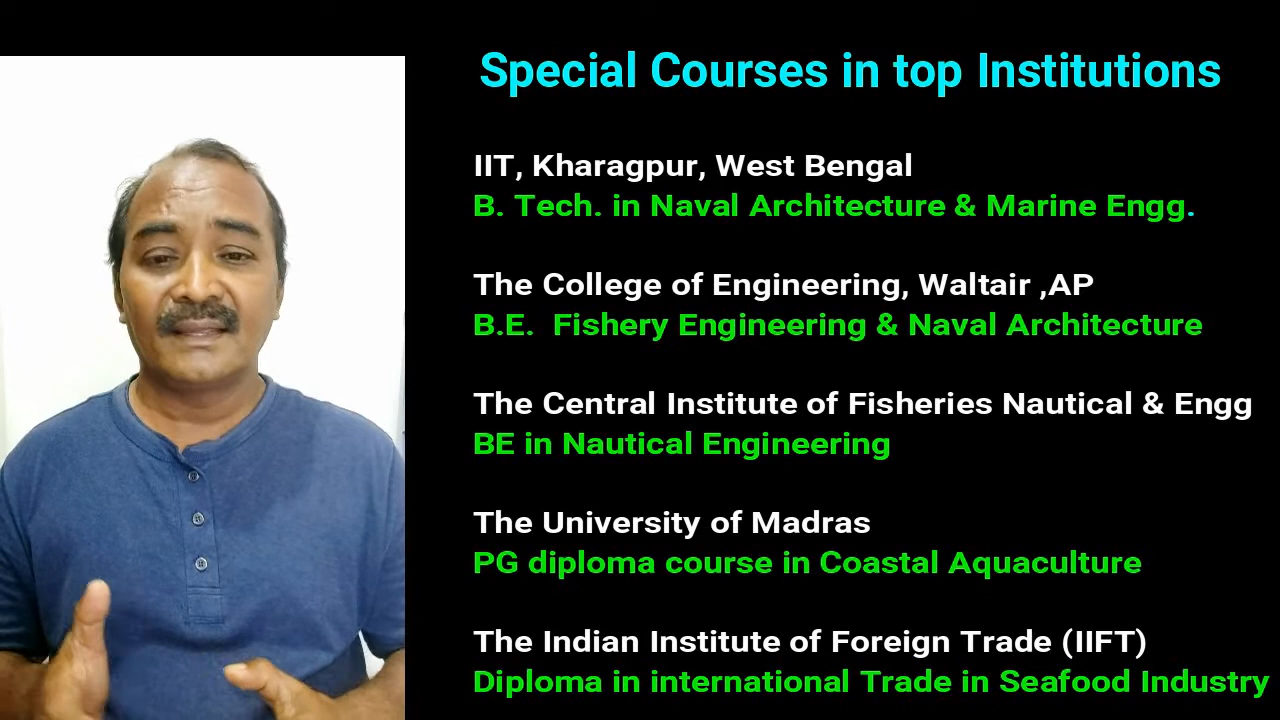 Special Courses in top Institutions
IIT, Kharagpur, West Bengal
B. Tech. in Naval Architecture & Marine Engg.
The College of Engineering, Waltair ,AP
B.E.  Fishery Engineering & Naval Architecture
The Central Institute of Fisheries Nautical & Engg
BE in Nautical Engineering
The University of Madras
PG diploma course in Coastal Aquaculture
The Indian Institute of Foreign Trade (IIFT)
Diploma in international Trade in Seafood Industry